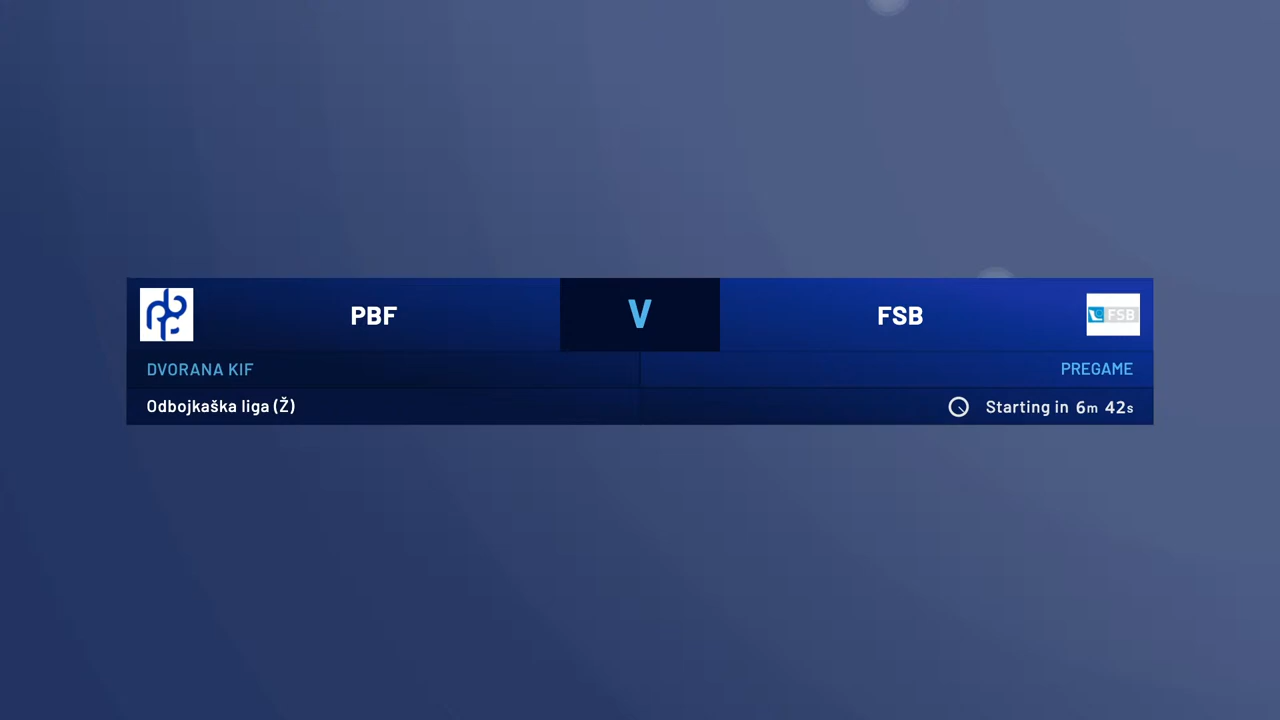 PBF
V
FSB
FSB
DVORANA KIF
PREGAME
Odbojkaška liga (Ž)
Starting in 6m 42s